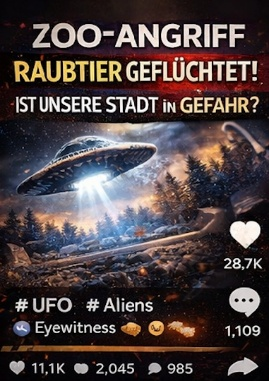 ZOO-ANGRIFF
RAUBTIER GEFLÜCHTET!
IST UNSERE STADT in GEFAHR?
28,7K
#UFO #Aliens
1,109
Eyewitness
11,1K 2,045 985